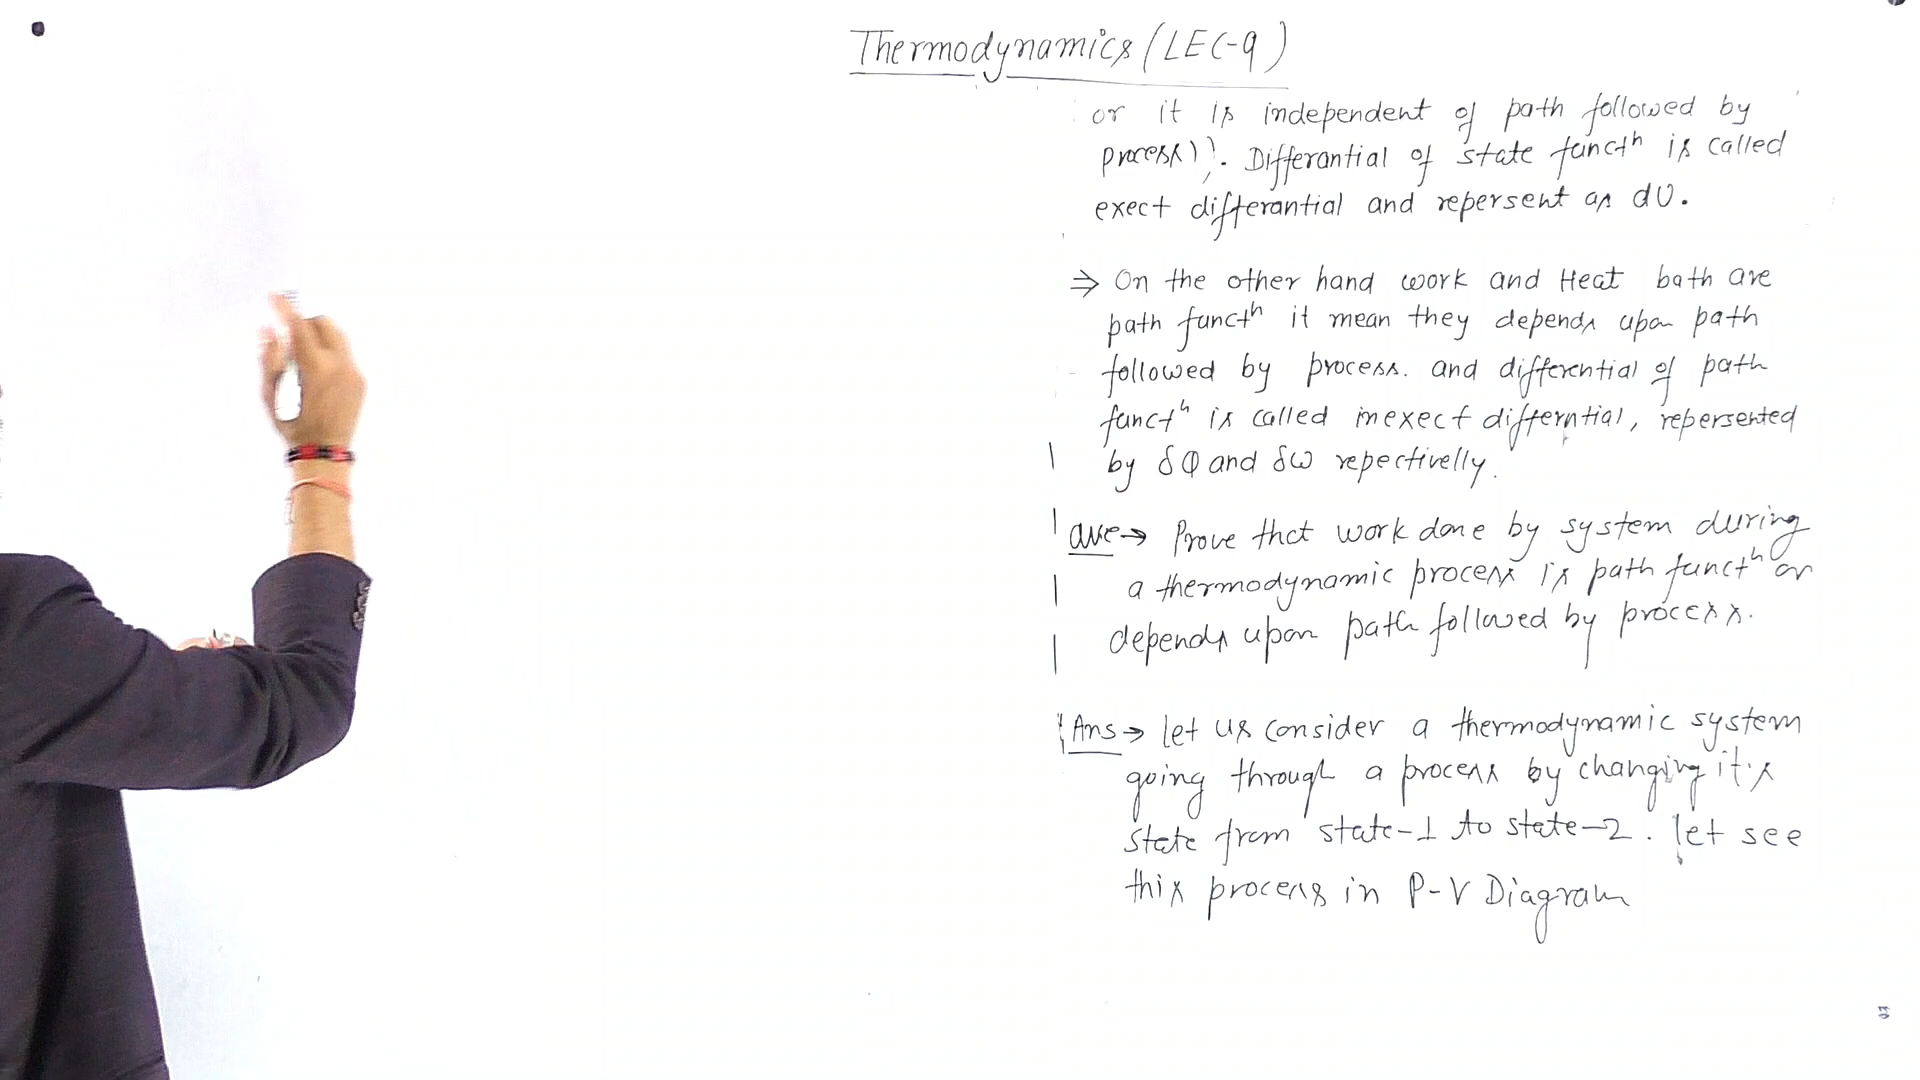 Thermodynamics (LEC-9)
or it is independent of path followed by
process)). Differantial of state functn is called
exect differantial and repersent as dU.
⇒ On the other hand work and Heat bath are
path functn it mean they depends upon path
followed by process. and differential of path
functn is called inexect differntial, repersented
by δQ and δW repectivelly.
Que→ Prove that work done by system during
a thermodynamic process is path functn or
depends upon path followed by process.
Ans→ let us consider a thermodynamic system
going through a process by changing it's
state from state-1 to state-2. let see
this process in P-V Diagram